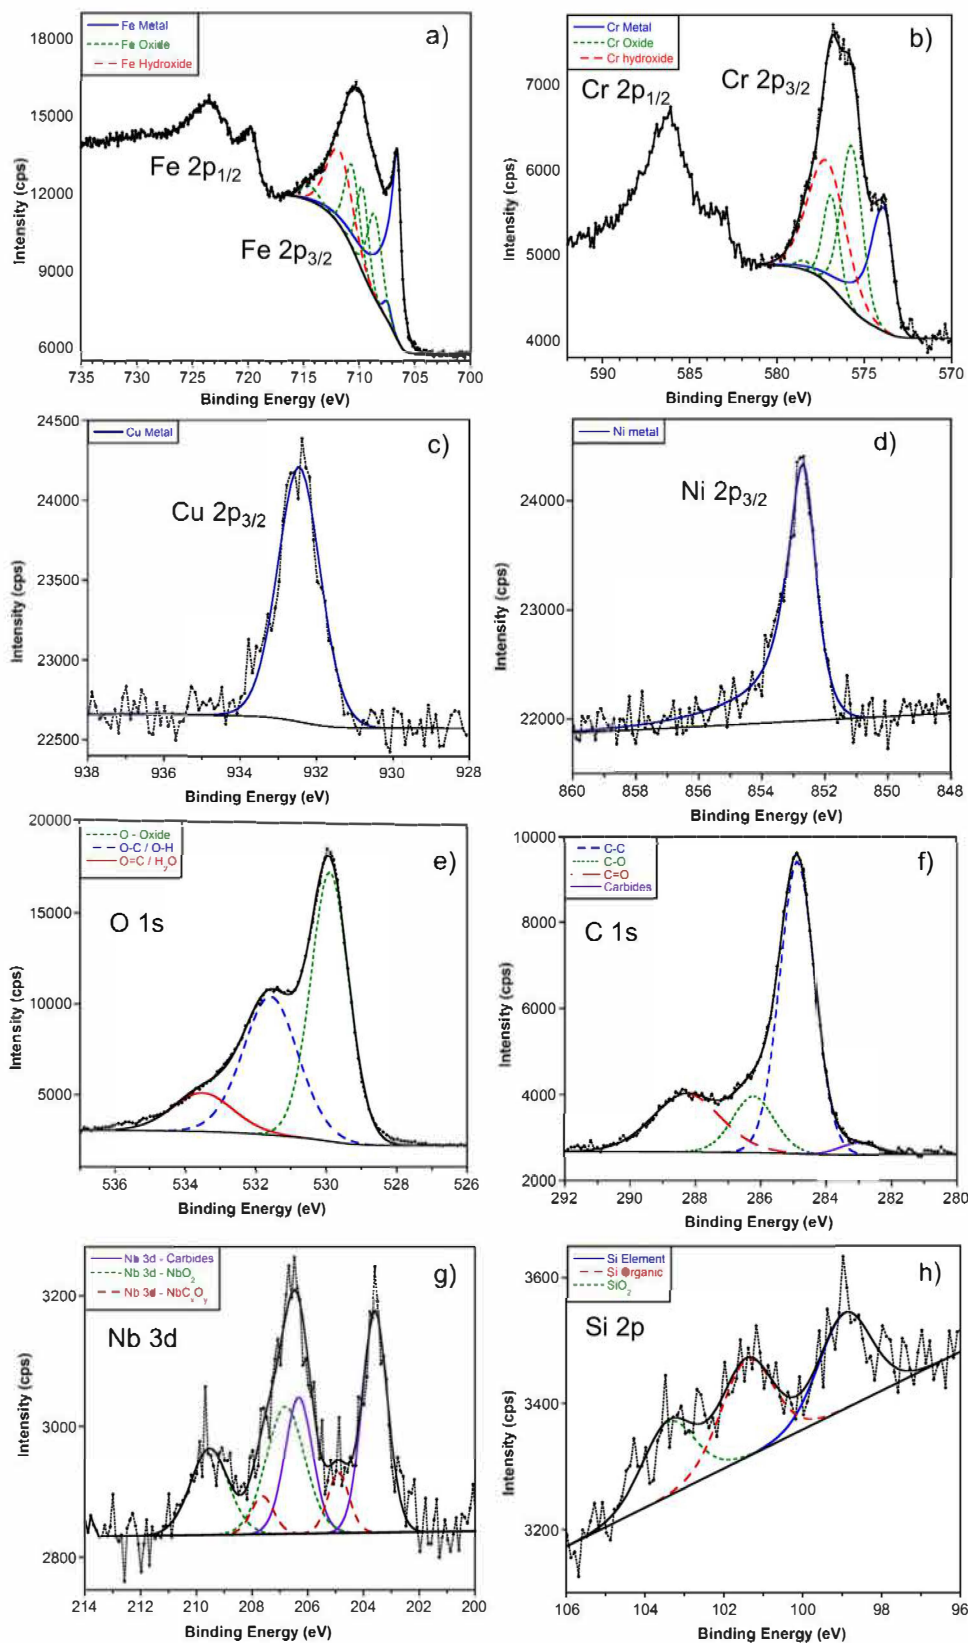 Fe Metal
Fe Oxide
Fe Hydroxide
a)
Fe 2p1/2
Fe 2p3/2
18000
15000
12000
9000
6000
Intensity (cps)
735 730 725 720 715 710 705 700
Binding Energy (eV)
Cr Metal
Cr Oxide
Cr hydroxide
b)
Cr 2p1/2
Cr 2p3/2
7000
6000
5000
4000
Intensity (cps)
590 585 580 575 570
Binding Energy (eV)
Cu Metal
c)
Cu 2p3/2
24500
24000
23500
23000
22500
Intensity (cps)
938 936 934 932 930 928
Binding Energy (eV)
Ni metal
d)
Ni 2p3/2
24000
23000
22000
Intensity (cps)
860 858 856 854 852 850 848
Binding Energy (eV)
O - Oxide
O-C / O-H
O=C / HyO
e)
O 1s
20000
15000
10000
5000
Intensity (cps)
536 534 532 530 528 526
Binding Energy (eV)
C-C
C-O
C=O
Carbides
f)
C 1s
10000
8000
6000
4000
2000
Intensity (cps)
292 290 288 286 284 282 280
Binding Energy (eV)
Nb 3d - Carbides
Nb 3d - NbO2
Nb 3d - NbCxOy
g)
Nb 3d
3200
3000
2800
Intensity (cps)
214 212 210 208 206 204 202 200
Binding Energy (eV)
Si Element
Si Organic
SiO2
h)
Si 2p
3600
3400
3200
Intensity (cps)
106 104 102 100 98 96
Binding Energy (eV)